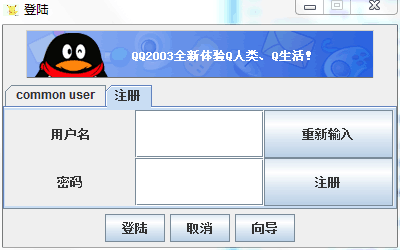 登陆
QQ2003全新体验Q人类、Q生活!
common user 注册
用户名 重新输入
密码 注册
登陆 取消 向导